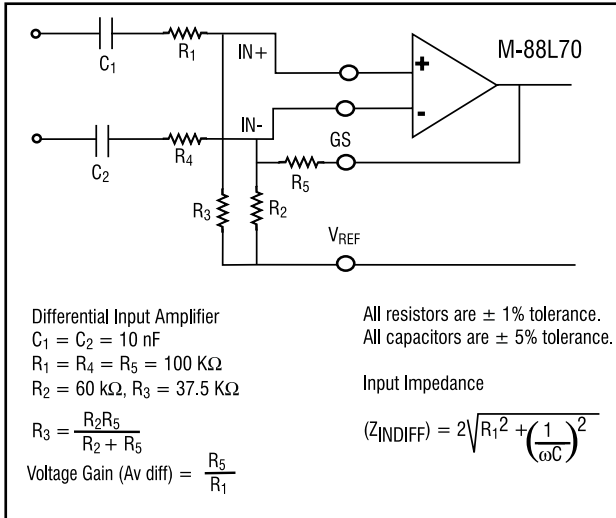 M-88L70
C₁
R₁
IN+
+
IN-
-
GS
C₂
R₄
R₅
R₃
R₂
V_REF
Differential Input Amplifier
C₁ = C₂ = 10 nF
R₁ = R₄ = R₅ = 100 KΩ
R₂ = 60 kΩ, R₃ = 37.5 KΩ
R₃ = R₂R₅ / R₂ + R₅
Voltage Gain (Av diff) = R₅ / R₁
All resistors are ± 1% tolerance.
All capacitors are ± 5% tolerance.
Input Impedance
(Z_INDIFF) = 2√R₁² + (1 / ωC)²